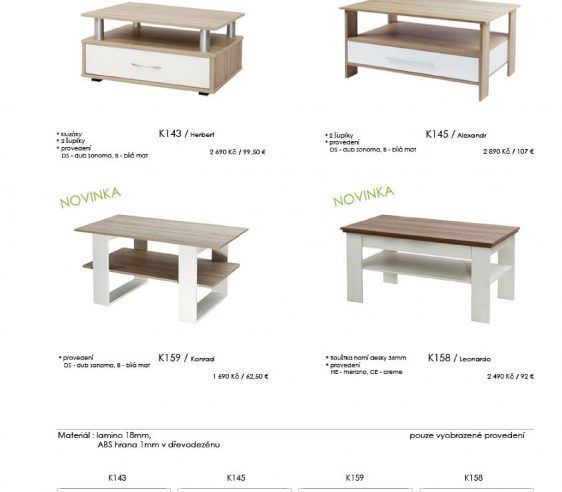 * kluzáky
* 2 šuplíky
* provedení
DS - dub sonoma, B - bílá mat
K143 / Herbert
2 690 Kč / 99,50 €
* 2 šuplíky
* provedení
DS - dub sonoma, B - bílá mat
K145 / Alexandr
2 890 Kč / 107 €
NOVINKA
NOVINKA
* provedení
DS - dub sonoma, B - bílá mat
K159 / Konrad
1 690 Kč / 62,50 €
* tloušťka horní desky 36mm
* provedení
ME - merano, CE - creme
K158 / Leonardo
2 490 Kč / 92 €
Materiál : lamino 18mm,
ABS hrana 1mm v dřevodezénu
pouze vyobrazené provedení
K143
K145
K159
K158